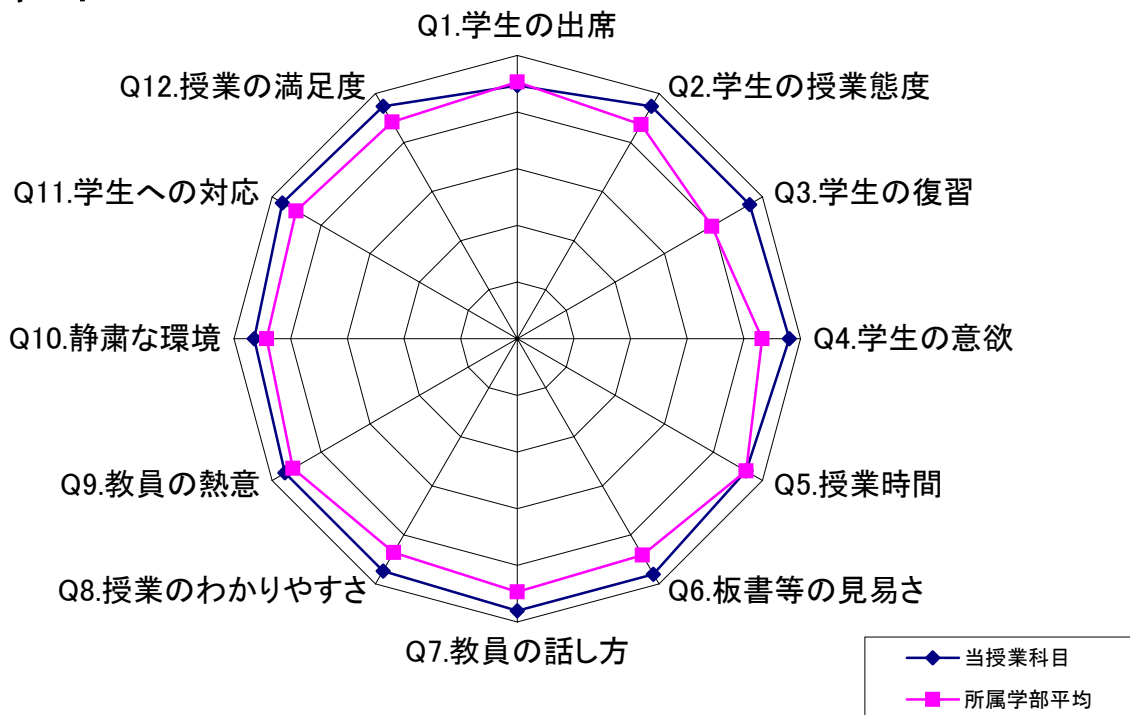 Q1.学生の出席
Q12.授業の満足度
Q2.学生の授業態度
Q11.学生への対応
Q3.学生の復習
Q10.静粛な環境
Q4.学生の意欲
Q9.教員の熱意
Q5.授業時間
Q8.授業のわかりやすさ
Q6.板書等の見易さ
Q7.教員の話し方
当授業科目
所属学部平均